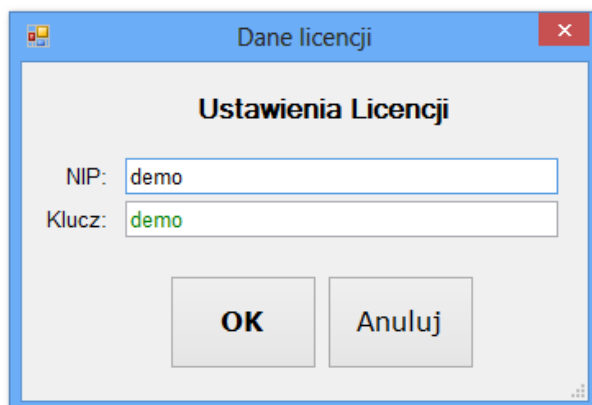 Dane licencji
Ustawienia Licencji
NIP: demo
Klucz: demo
OK Anuluj